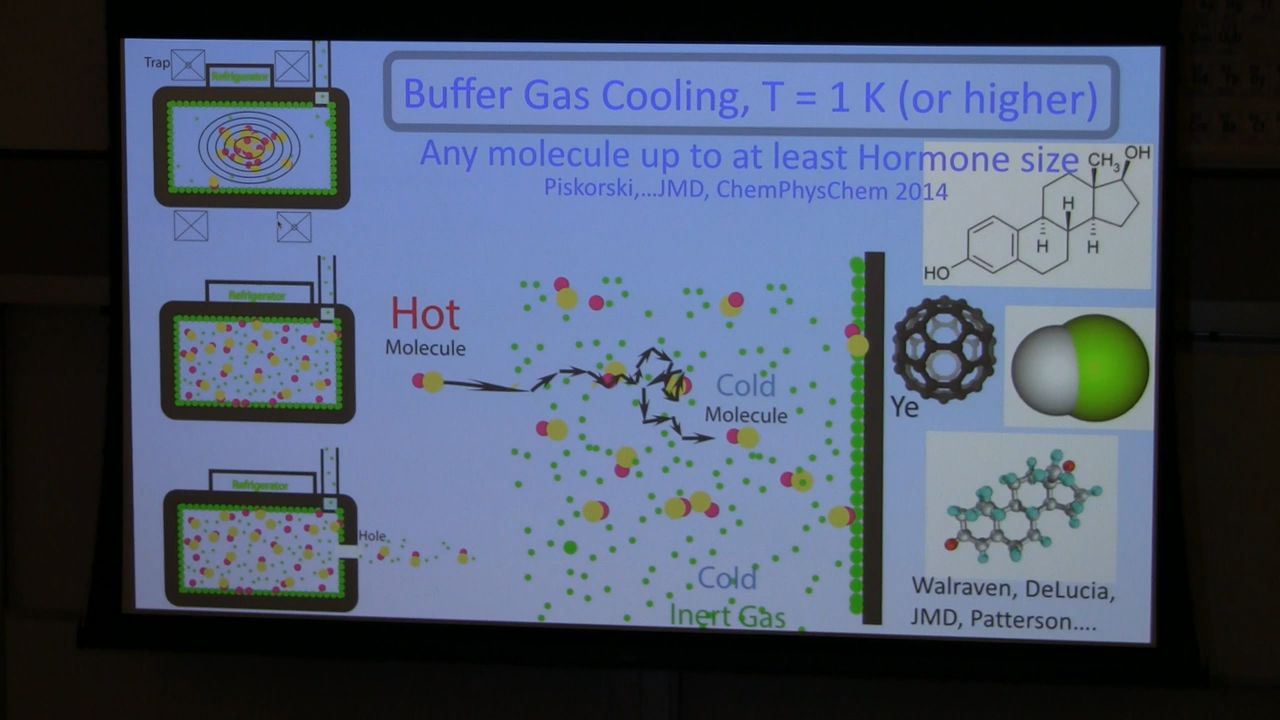 Trap
Refrigerator
Buffer Gas Cooling, T = 1 K (or higher)
Any molecule up to at least Hormone size
Piskorski,...JMD, ChemPhysChem 2014
CH3
OH
H
H
H
HO
Refrigerator
Hot
Molecule
Cold
Molecule
Ye
Refrigerator
Hole
Cold
Inert Gas
Walraven, DeLucia,
JMD, Patterson....